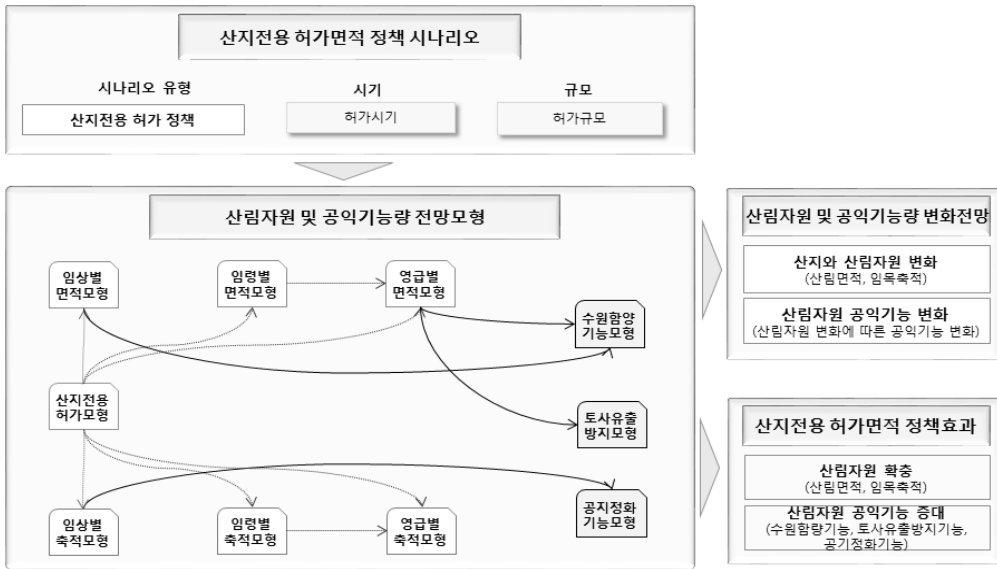 산지전용 허가면적 정책 시나리오
시나리오 유형
시기
규모
산지전용 허가 정책
허가시기
허가규모
산림자원 및 공익기능량 전망모형
임상별
면적모형
임령별
면적모형
영급별
면적모형
수원함양
기능모형
산지전용
허가모형
토사유출
방지모형
공지정화
기능모형
임상별
축적모형
임령별
축적모형
영급별
축적모형
산림자원 및 공익기능량 변화전망
산지와 산림자원 변화
(산림면적, 임목축적)
산림자원 공익기능 변화
(산림자원 변화에 따른 공익기능 변화)
산지전용 허가면적 정책효과
산림자원 확충
(산림면적, 임목축적)
산림자원 공익기능 증대
(수원함량기능, 토사유출방지기능,
공기정화기능)